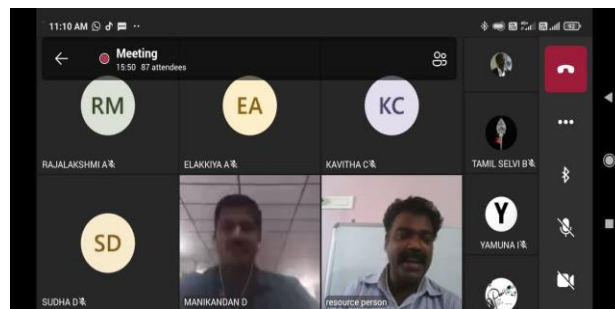 11:10 AM
92
Meeting
15:50 87 attendees
RM
EA
KC
RAJALAKSHMI A
ELAKKIYA A
KAVITHA C
TAMIL SELVI B
SD
Y
YAMUNA I
SUDHA D
MANIKANDAN D
resource person